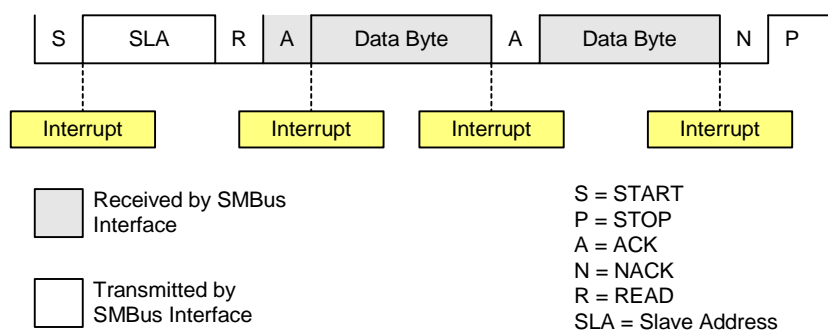 S SLA R A Data Byte A Data Byte N P
Interrupt Interrupt Interrupt Interrupt
Received by SMBus
Interface
Transmitted by
SMBus Interface
S = START
P = STOP
A = ACK
N = NACK
R = READ
SLA = Slave Address